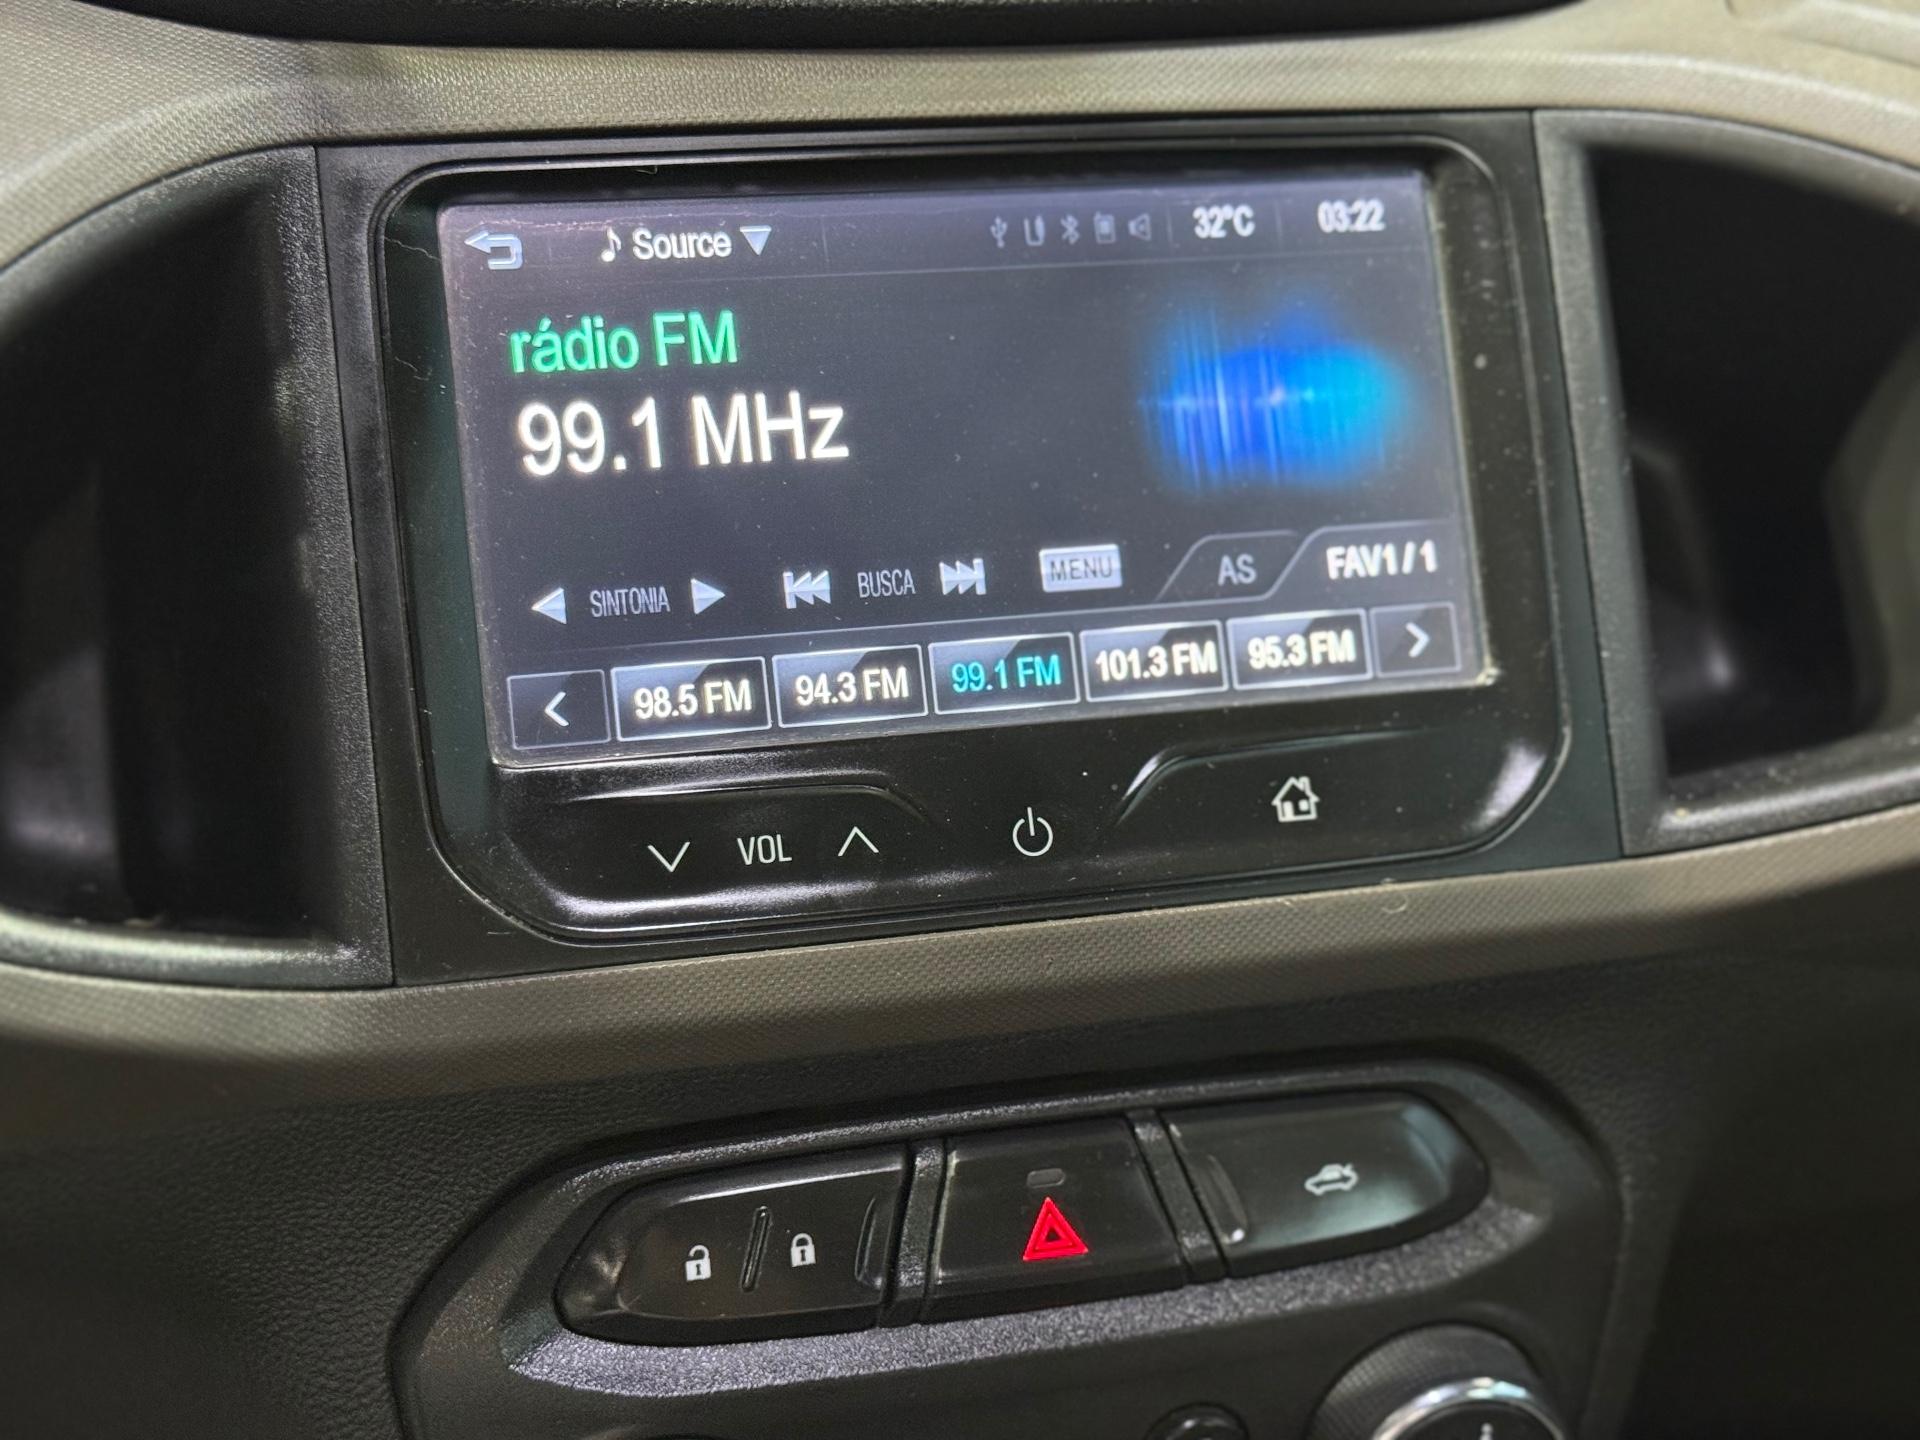 Source 32°C 03:22
rádio FM
99.1 MHz
SINTONIA BUSCA MENU AS FAV1 / 1
98.5 FM 94.3 FM 99.1 FM 101.3 FM 95.3 FM
VOL